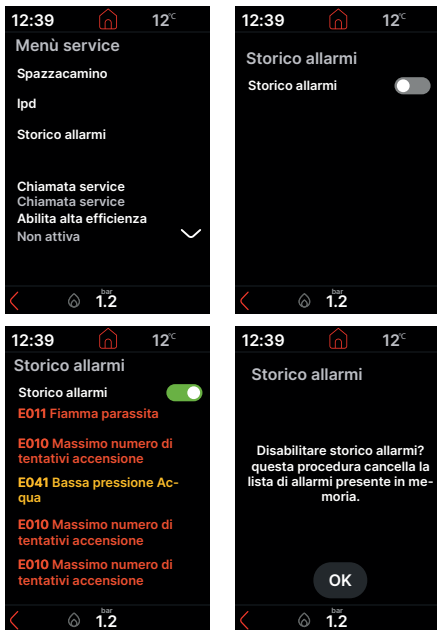 12:39 12°C
Menù service
Spazzacamino
Ipd
Storico allarmi
Chiamata service
Chiamata service
Abilita alta efficienza
Non attiva
bar
1.2
12:39 12°C
Storico allarmi
Storico allarmi
bar
1.2
12:39 12°C
Storico allarmi
Storico allarmi
E011 Fiamma parassita
E010 Massimo numero di
tentativi accensione
E041 Bassa pressione Ac-
qua
E010 Massimo numero di
tentativi accensione
E010 Massimo numero di
tentativi accensione
bar
1.2
12:39 12°C
Storico allarmi
Disabilitare storico allarmi?
questa procedura cancella la
lista di allarmi presente in me-
moria.
OK
bar
1.2